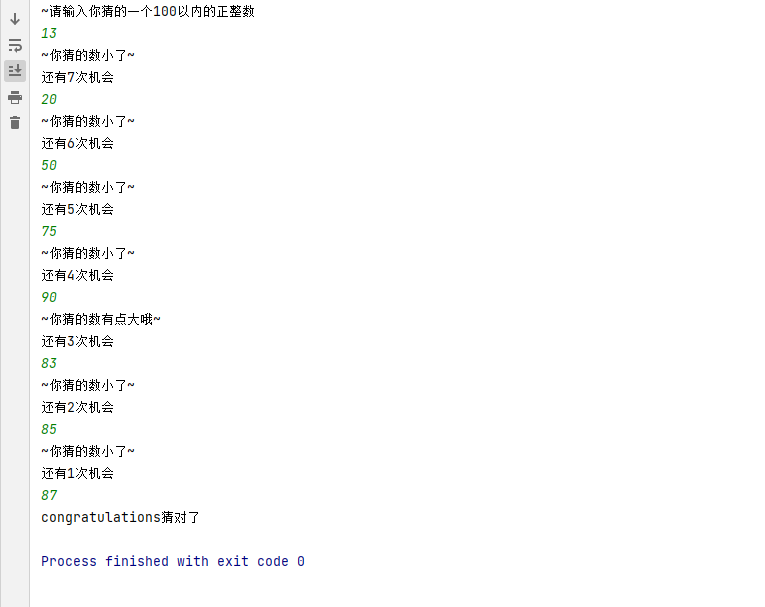 ~请输入你猜的一个100以内的正整数
13
~你猜的数小了~
还有7次机会
20
~你猜的数小了~
还有6次机会
50
~你猜的数小了~
还有5次机会
75
~你猜的数小了~
还有4次机会
90
~你猜的数有点大哦~
还有3次机会
83
~你猜的数小了~
还有2次机会
85
~你猜的数小了~
还有1次机会
87
congratulations猜对了
Process finished with exit code 0